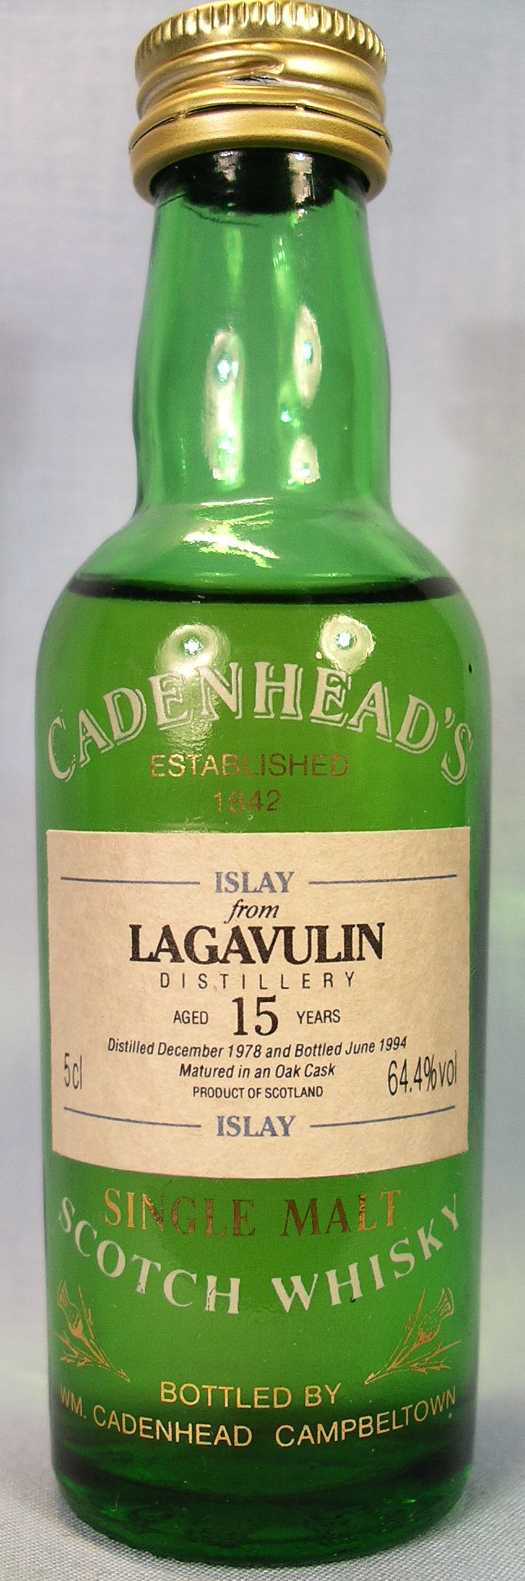 CADENHEAD'S
ESTABLISHED
1842
ISLAY
from
LAGAVULIN
DISTILLERY
AGED 15 YEARS
Distilled December 1978 and Bottled June 1994
Matured in an Oak Cask
5cl 64.4%vol
PRODUCT OF SCOTLAND
ISLAY
SINGLE MALT
SCOTCH WHISKY
BOTTLED BY
WM. CADENHEAD CAMPBELTOWN